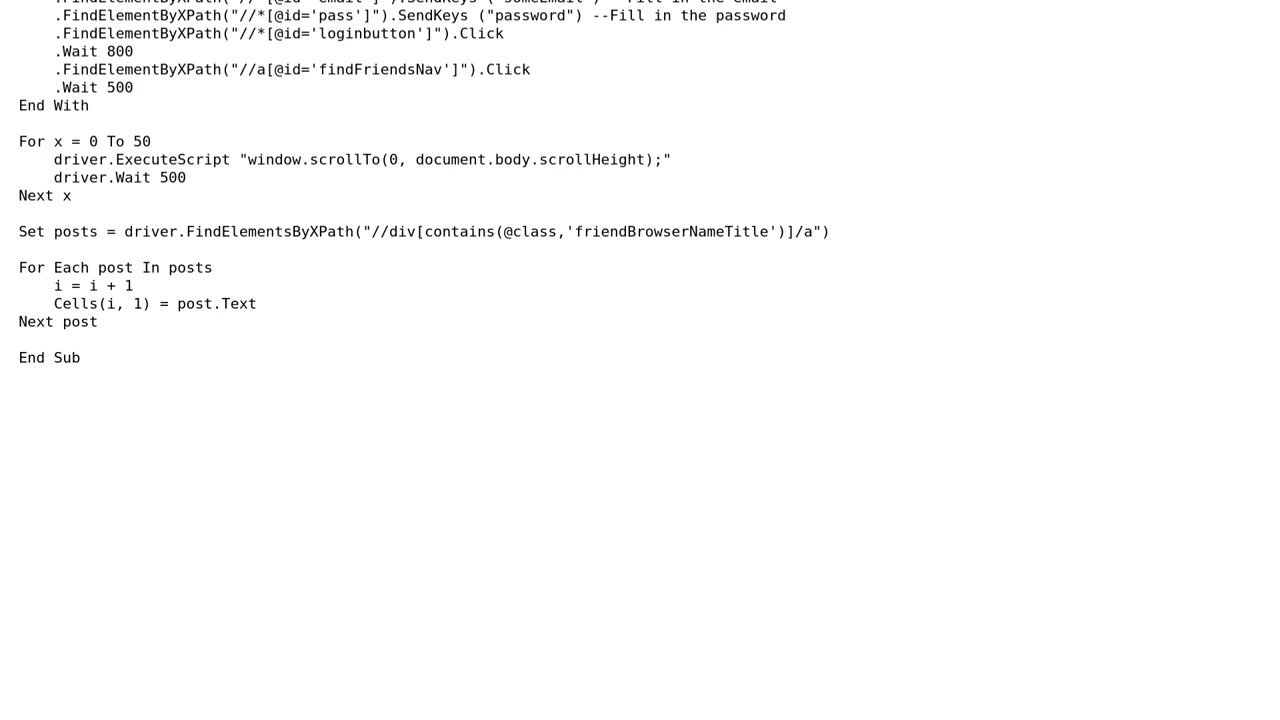 .FindElementByXPath("//*[@id='pass']").SendKeys ("password") --Fill in the password
.FindElementByXPath("//*[@id='loginbutton']").Click
.Wait 800
.FindElementByXPath("//a[@id='findFriendsNav']").Click
.Wait 500
End With
For x = 0 To 50
driver.ExecuteScript "window.scrollTo(0, document.body.scrollHeight);"
driver.Wait 500
Next x
Set posts = driver.FindElementsByXPath("//div[contains(@class,'friendBrowserNameTitle')]/a")
For Each post In posts
i = i + 1
Cells(i, 1) = post.Text
Next post
End Sub